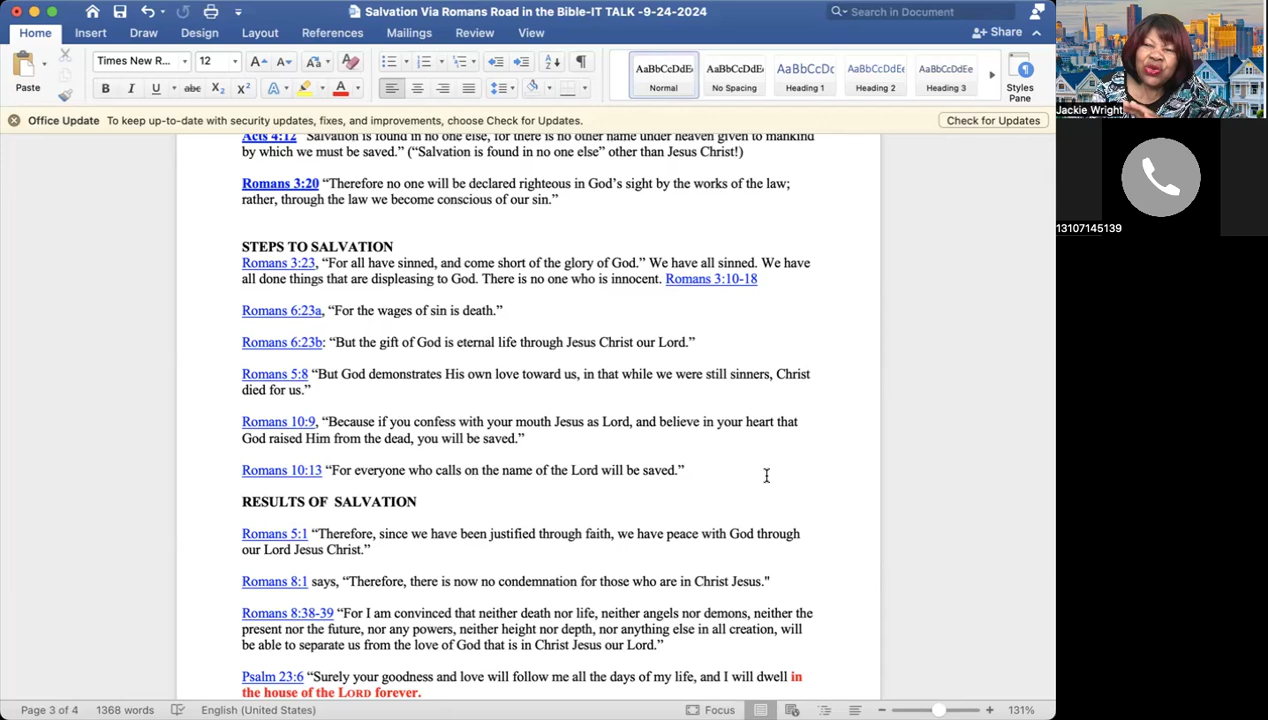 Salvation Via Romans Road in the Bible-IT TALK -9-24-2024
Search in Document
Home Insert Draw Design Layout References Mailings Review View
Share
Paste
Times New R... 12
AaBbCcDdEe AaBbCcDdEe AaBbCcDc AaBbCcDdEe AaBbCcDdEe
Normal No Spacing Heading 1 Heading 2 Heading 3
Styles
Pane
Office Update To keep up-to-date with security updates, fixes, and improvements, choose Check for Updates.
Check for Updates
Acts 4:12 “Salvation is found in no one else, for there is no other name under heaven given to mankind
by which we must be saved.” (“Salvation is found in no one else” other than Jesus Christ!)
Romans 3:20 “Therefore no one will be declared righteous in God’s sight by the works of the law;
rather, through the law we become conscious of our sin.”
STEPS TO SALVATION
Romans 3:23, “For all have sinned, and come short of the glory of God.” We have all sinned. We have
all done things that are displeasing to God. There is no one who is innocent. Romans 3:10-18
Romans 6:23a, “For the wages of sin is death.”
Romans 6:23b: “But the gift of God is eternal life through Jesus Christ our Lord.”
Romans 5:8 “But God demonstrates His own love toward us, in that while we were still sinners, Christ
died for us.”
Romans 10:9, “Because if you confess with your mouth Jesus as Lord, and believe in your heart that
God raised Him from the dead, you will be saved.”
Romans 10:13 “For everyone who calls on the name of the Lord will be saved.”
RESULTS OF SALVATION
Romans 5:1 “Therefore, since we have been justified through faith, we have peace with God through
our Lord Jesus Christ.”
Romans 8:1 says, “Therefore, there is now no condemnation for those who are in Christ Jesus."
Romans 8:38-39 “For I am convinced that neither death nor life, neither angels nor demons, neither the
present nor the future, nor any powers, neither height nor depth, nor anything else in all creation, will
be able to separate us from the love of God that is in Christ Jesus our Lord.”
Psalm 23:6 “Surely your goodness and love will follow me all the days of my life, and I will dwell in
the house of the LORD forever.
Page 3 of 4 1368 words English (United States) Focus 131%
Jackie Wright
13107145139